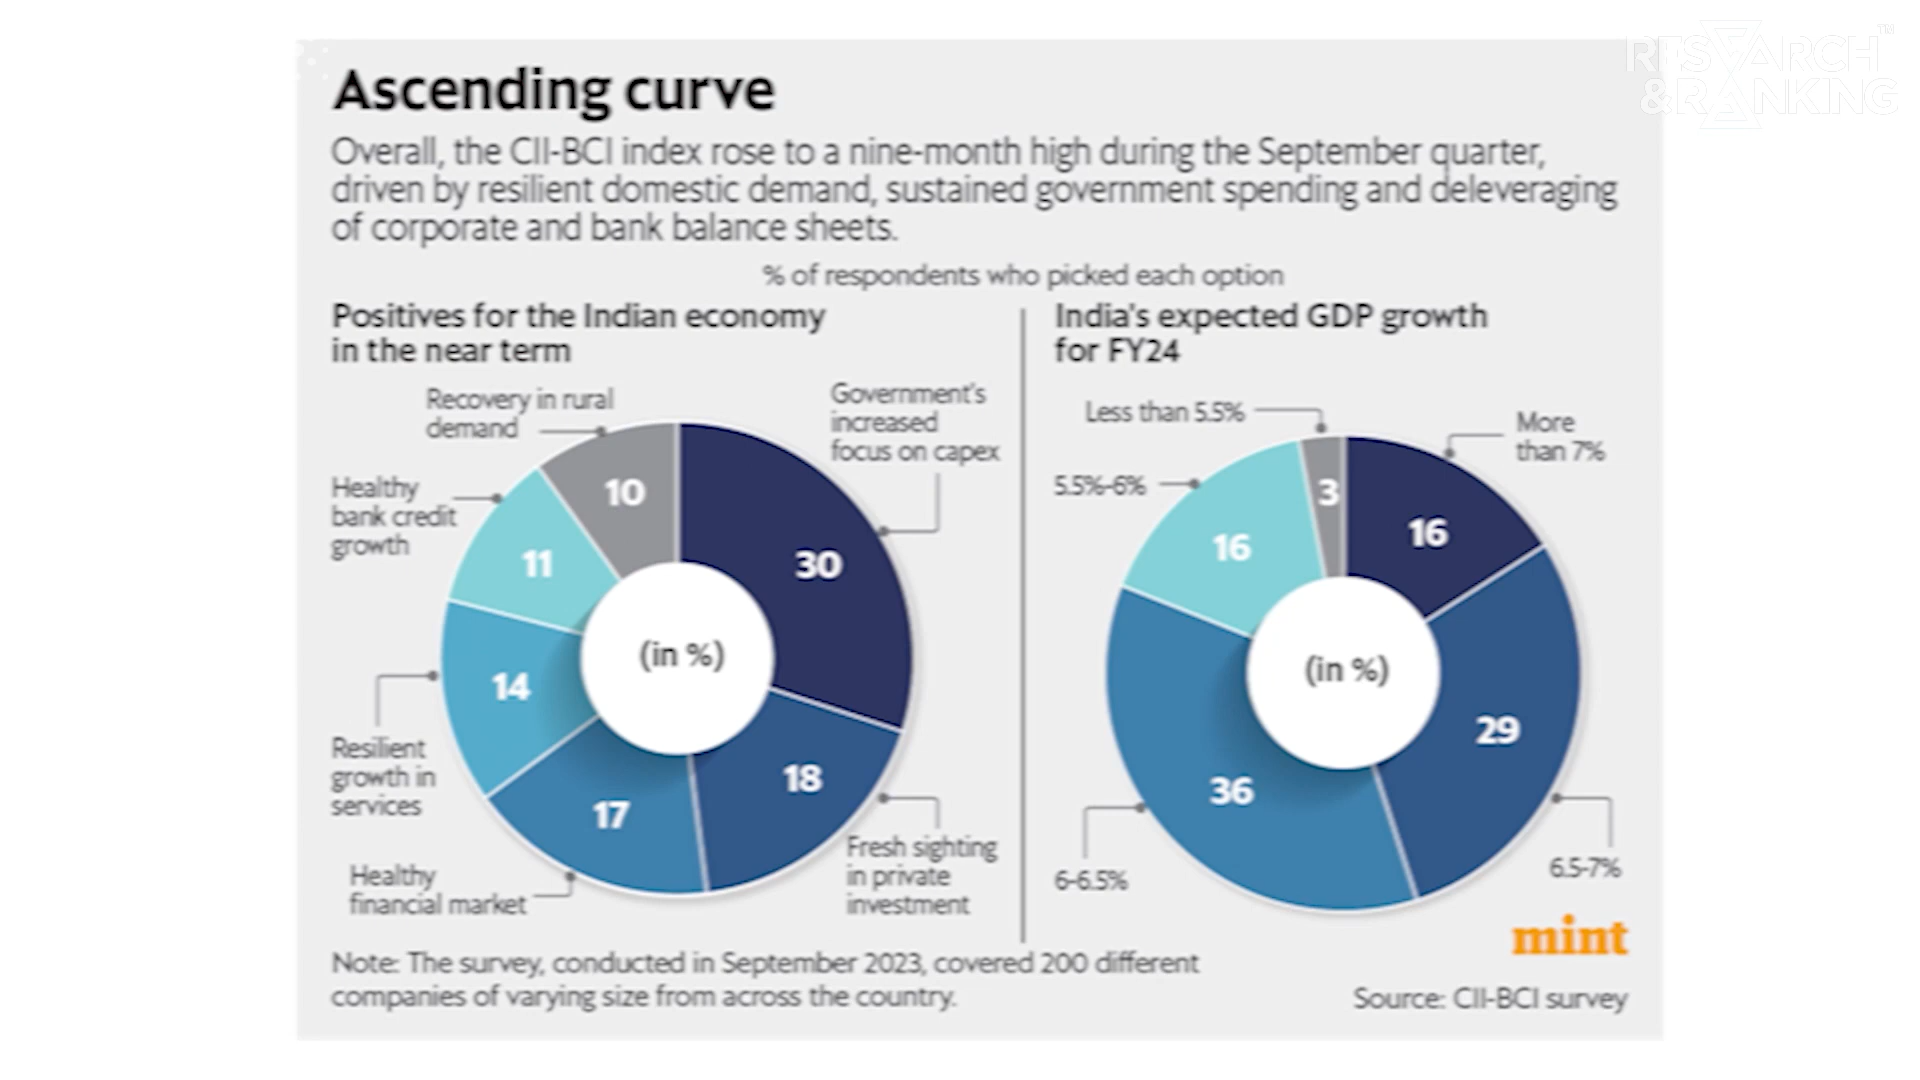 RESEARCH™
&RANKING
Ascending curve
Overall, the CII-BCI index rose to a nine-month high during the September quarter,
driven by resilient domestic demand, sustained government spending and deleveraging
of corporate and bank balance sheets.
% of respondents who picked each option
Positives for the Indian economy
in the near term
Recovery in rural
demand
Government's
increased
focus on capex
Healthy
bank credit
growth
10
30
11
(in %)
14
Resilient
growth in
services
18
17
Healthy
financial market
Fresh sighting
in private
investment
India's expected GDP growth
for FY24
Less than 5.5%
More
than 7%
5.5%-6%
3
16
16
(in %)
29
36
6-6.5%
6.5-7%
mint
Note: The survey, conducted in September 2023, covered 200 different
companies of varying size from across the country.
Source: CII-BCI survey